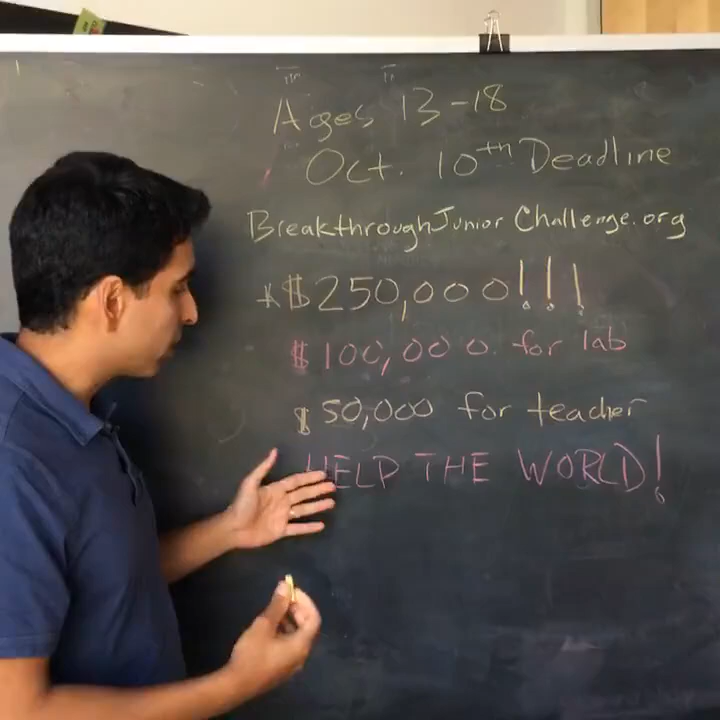 Ages 13-18
Oct. 10th Deadline
BreakthroughJuniorChallenge.org
*$250,000!!!
$100,000 for lab
$50,000 for teacher
HELP THE WORLD!